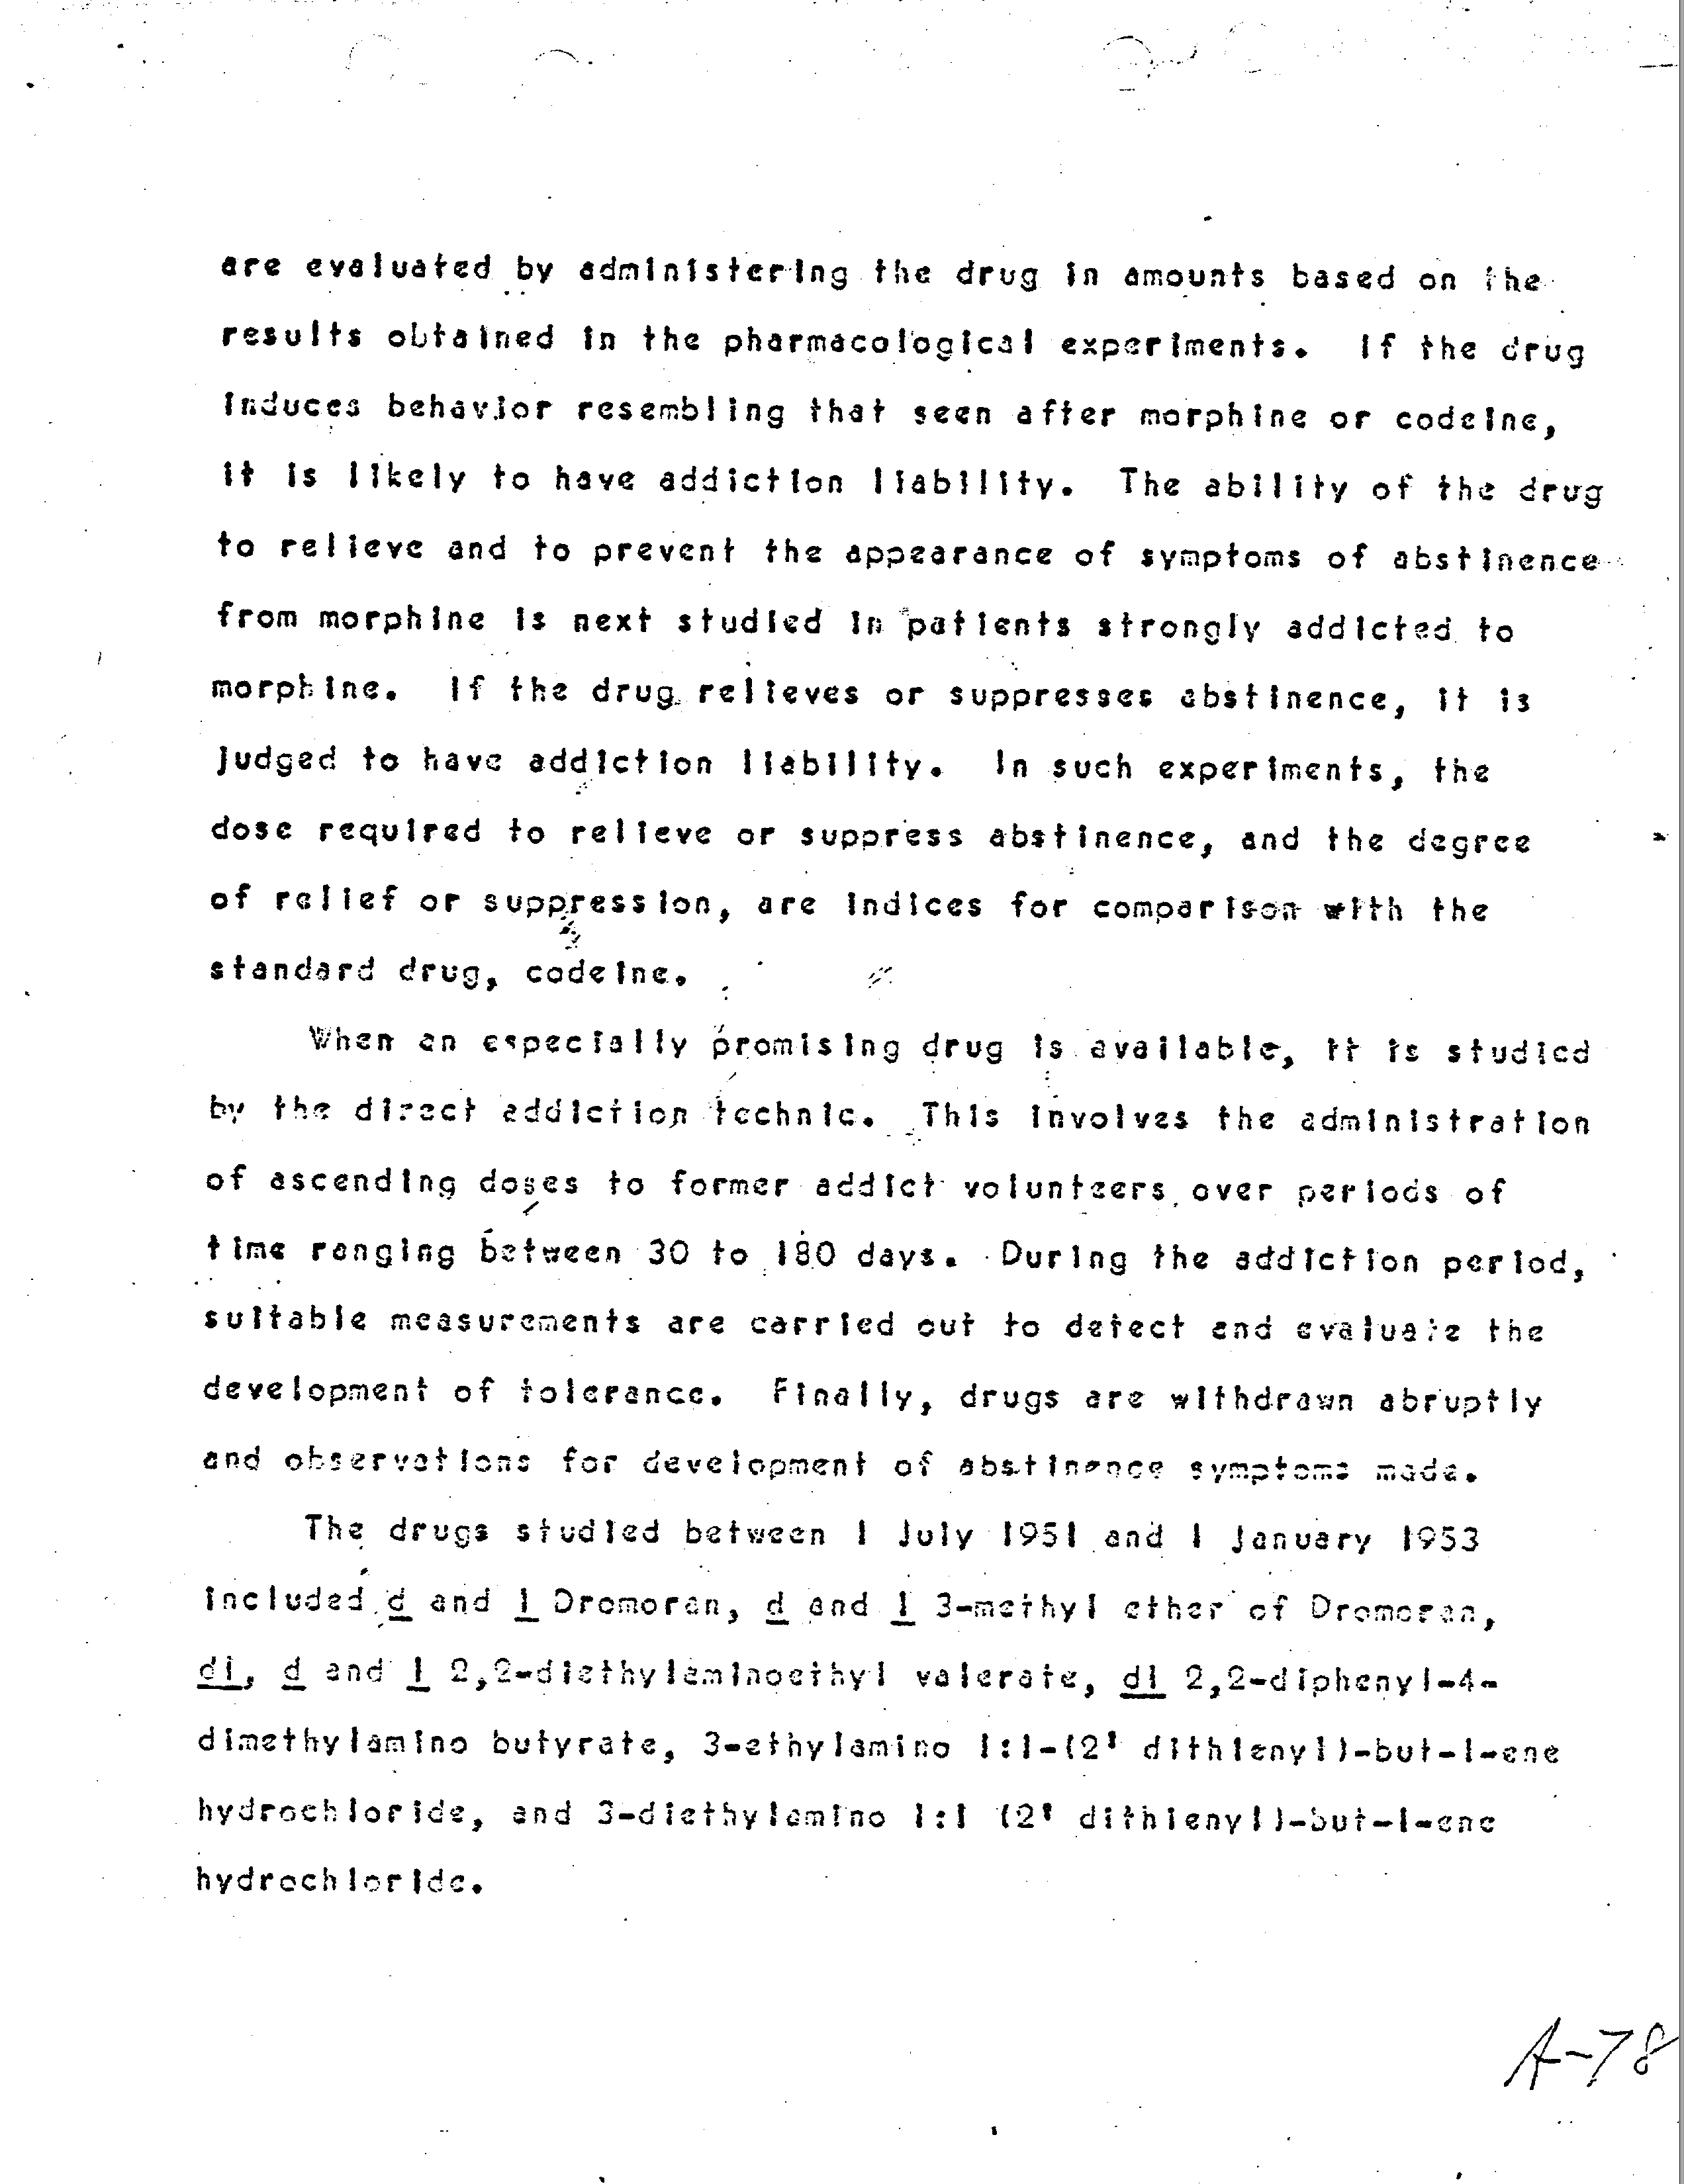 are evaluated by administering the drug in amounts based on the
results obtained in the pharmacological experiments. If the drug
induces behavior resembling that seen after morphine or codeine,
it is likely to have addiction liability. The ability of the drug
to relieve and to prevent the appearance of symptoms of abstinence
from morphine is next studied in patients strongly addicted to
morphine. If the drug relieves or suppresses abstinence, it is
judged to have addiction liability. In such experiments, the
dose required to relieve or suppress abstinence, and the degree
of relief or suppression, are indices for comparison with the
standard drug, codeine.
When an especially promising drug is available, it is studied
by the direct addiction technic. This involves the administration
of ascending doses to former addict volunteers over periods of
time ranging between 30 to 180 days. During the addiction period,
suitable measurements are carried out to detect and evaluate the
development of tolerance. Finally, drugs are withdrawn abruptly
and observations for development of abstinence symptoms made.
The drugs studied between 1 July 1951 and 1 January 1953
included d and l Dromoran, d and l 3-methyl ether of Dromoran,
dl, d and l 2,2-diethylaminoethyl valerate, dl 2,2-diphenyl-4-
dimethylamino butyrate, 3-ethylamino 1:1-(2' dithienyl)-but-1-ene
hydrochloride, and 3-diethylamino 1:1 (2' dithienyl)-but-1-ene
hydrochloride.
A-78